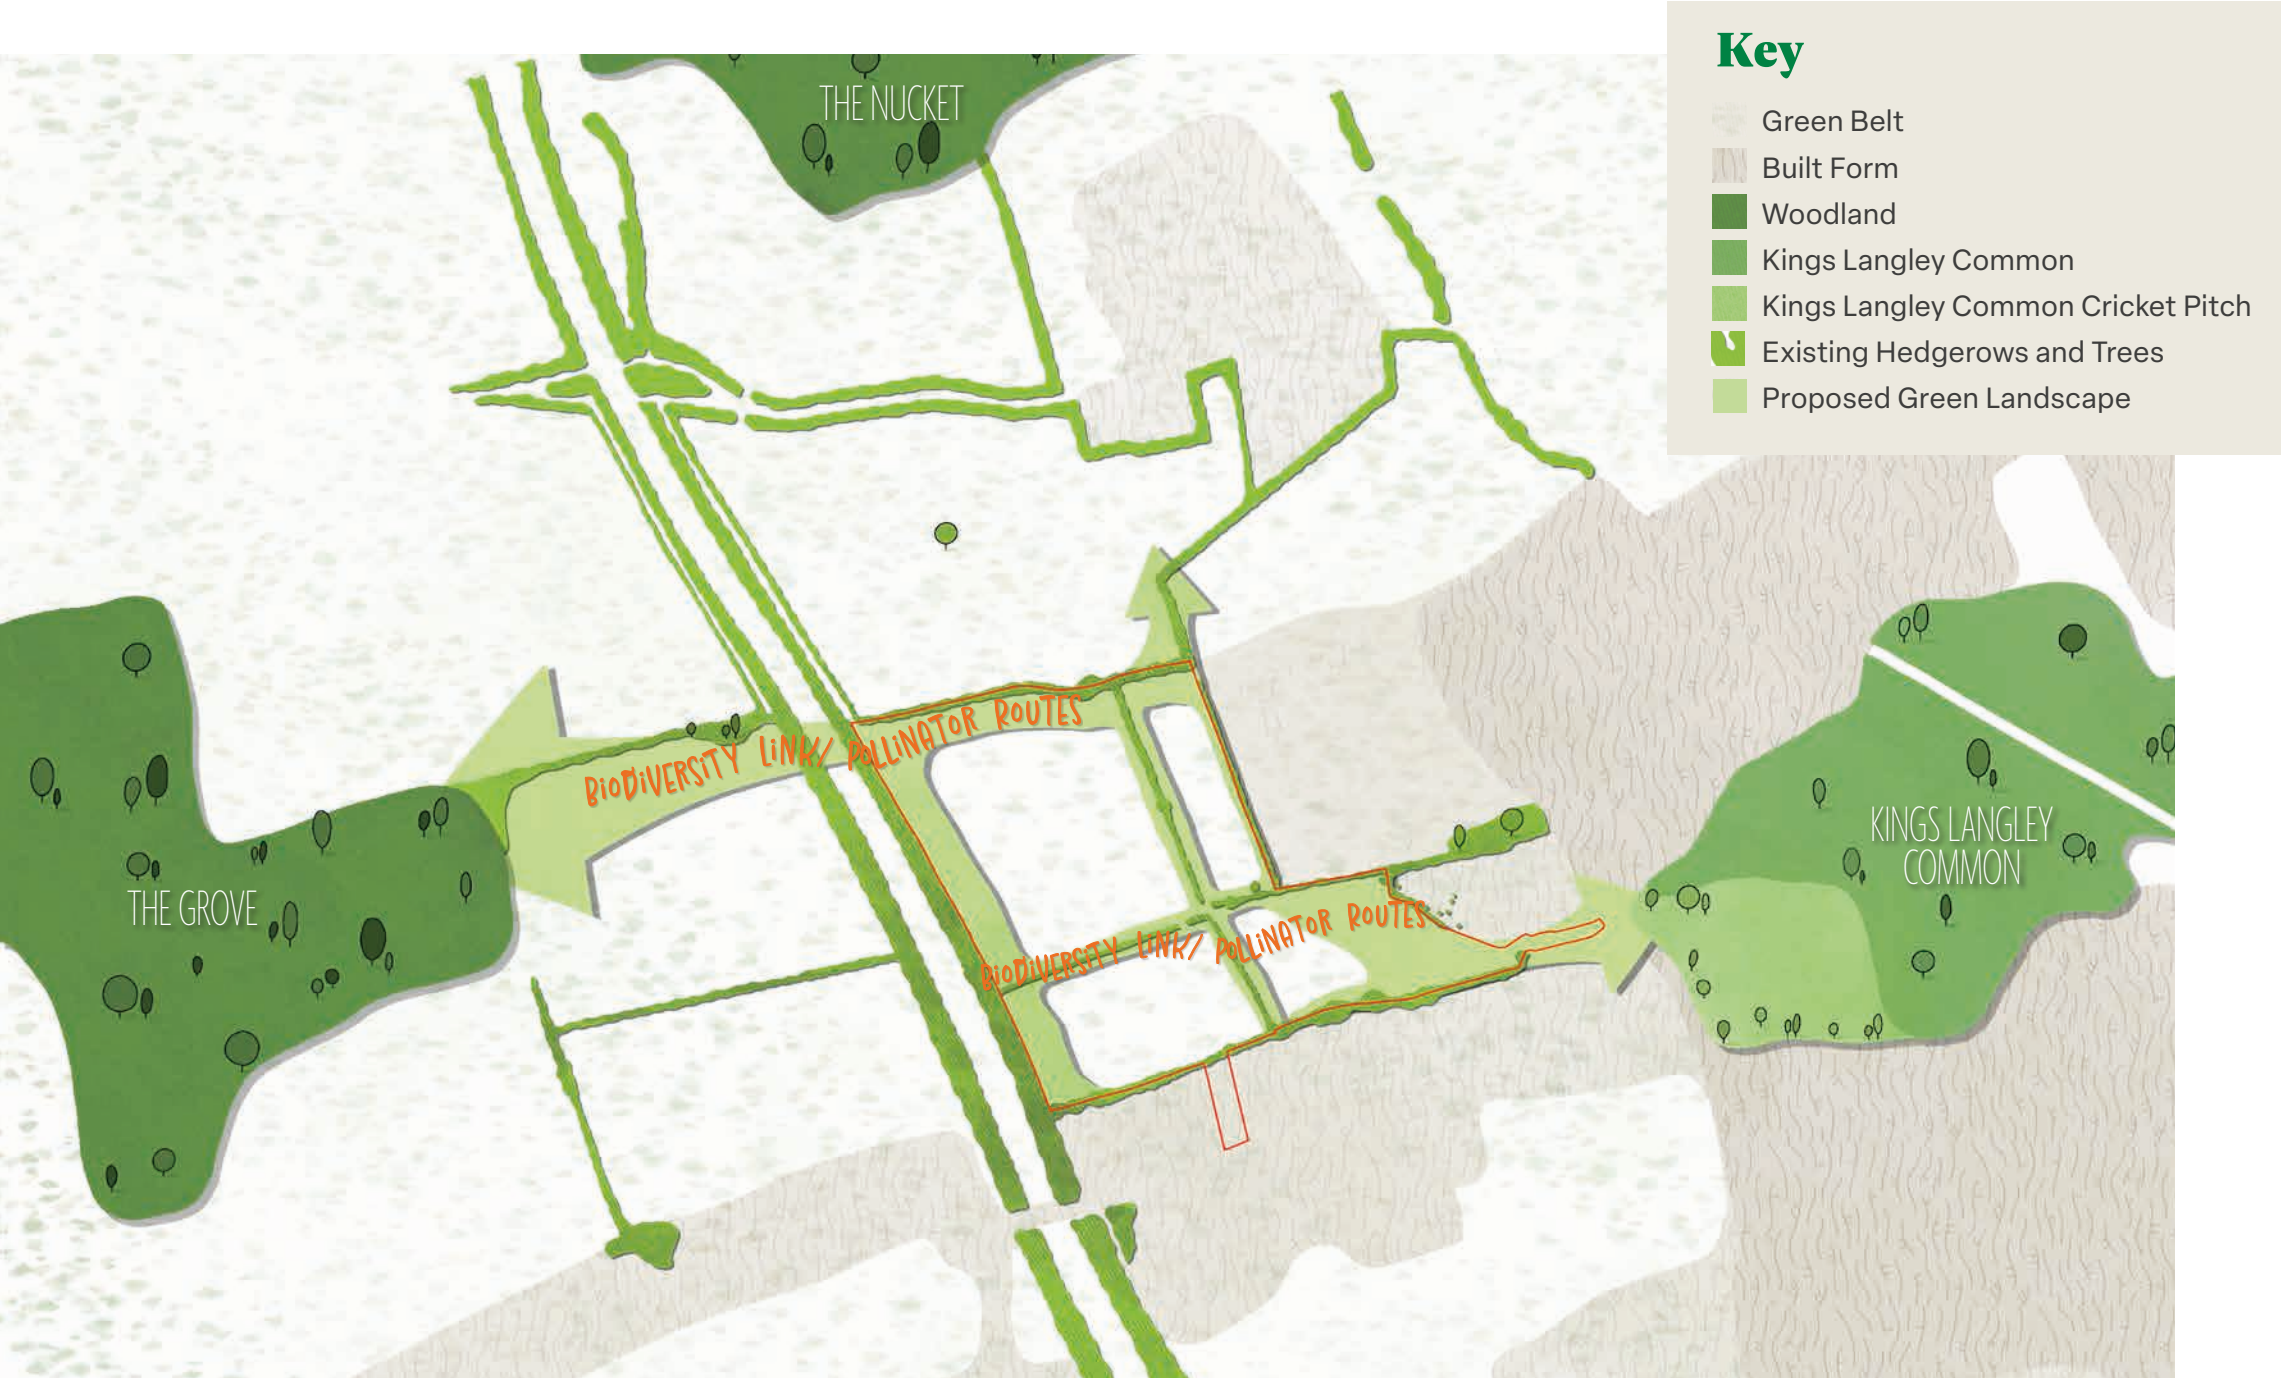 Key
Green Belt
Built Form
Woodland
Kings Langley Common
Kings Langley Common Cricket Pitch
Existing Hedgerows and Trees
Proposed Green Landscape
THE NUCKET
BioDiVERSiTY LiNK/ POLLiNATOR ROUTES
KINGS LANGLEY
COMMON
THE GROVE
BioDiVERSiTY LiNK/ POLLiNATOR ROUTES